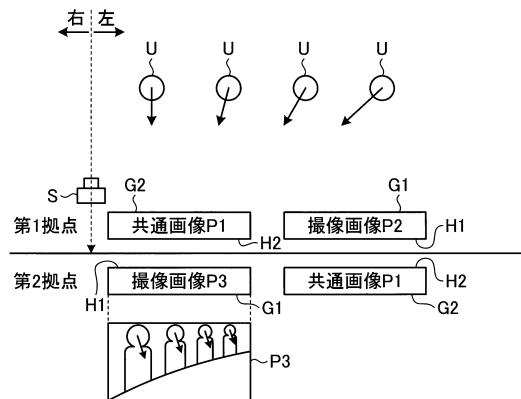 右 左
U U U U
S
G2 G1
第1拠点 共通画像P1 撮像画像P2
H2 H1
第2拠点 H1 撮像画像P3 共通画像P1 H2
G1 G2
P3